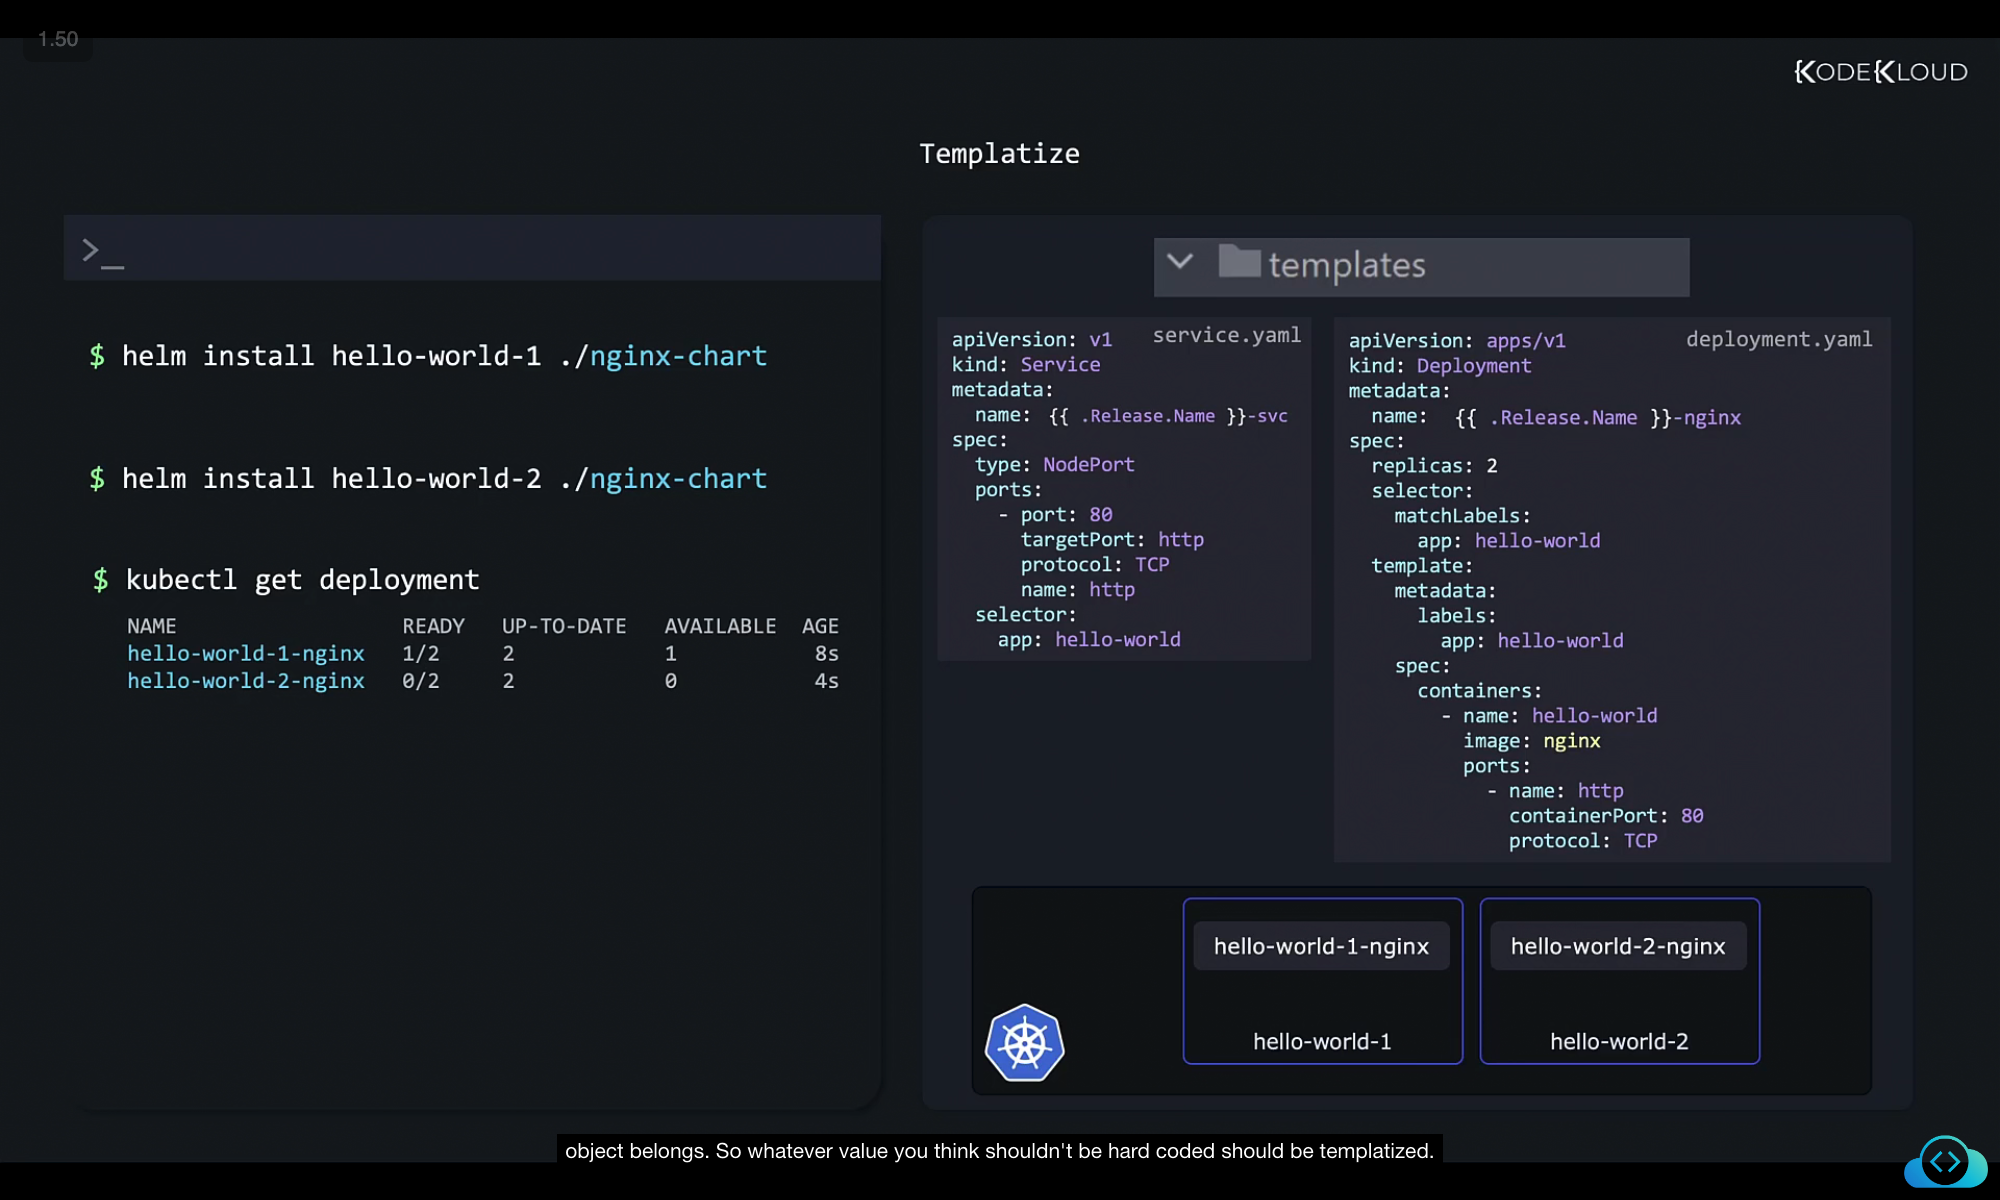 1.50
KODEKLOUD
Templatize
>_
$ helm install hello-world-1 ./nginx-chart
$ helm install hello-world-2 ./nginx-chart
$ kubectl get deployment
NAME READY UP-TO-DATE AVAILABLE AGE
hello-world-1-nginx 1/2 2 1 8s
hello-world-2-nginx 0/2 2 0 4s
templates
service.yaml
apiVersion: v1
kind: Service
metadata:
  name: {{ .Release.Name }}-svc
spec:
  type: NodePort
  ports:
    - port: 80
      targetPort: http
      protocol: TCP
      name: http
  selector:
    app: hello-world
deployment.yaml
apiVersion: apps/v1
kind: Deployment
metadata:
  name: {{ .Release.Name }}-nginx
spec:
  replicas: 2
  selector:
    matchLabels:
      app: hello-world
  template:
    metadata:
      labels:
        app: hello-world
    spec:
      containers:
        - name: hello-world
          image: nginx
          ports:
            - name: http
              containerPort: 80
              protocol: TCP
hello-world-1-nginx
hello-world-1
hello-world-2-nginx
hello-world-2
object belongs. So whatever value you think shouldn't be hard coded should be templatized.